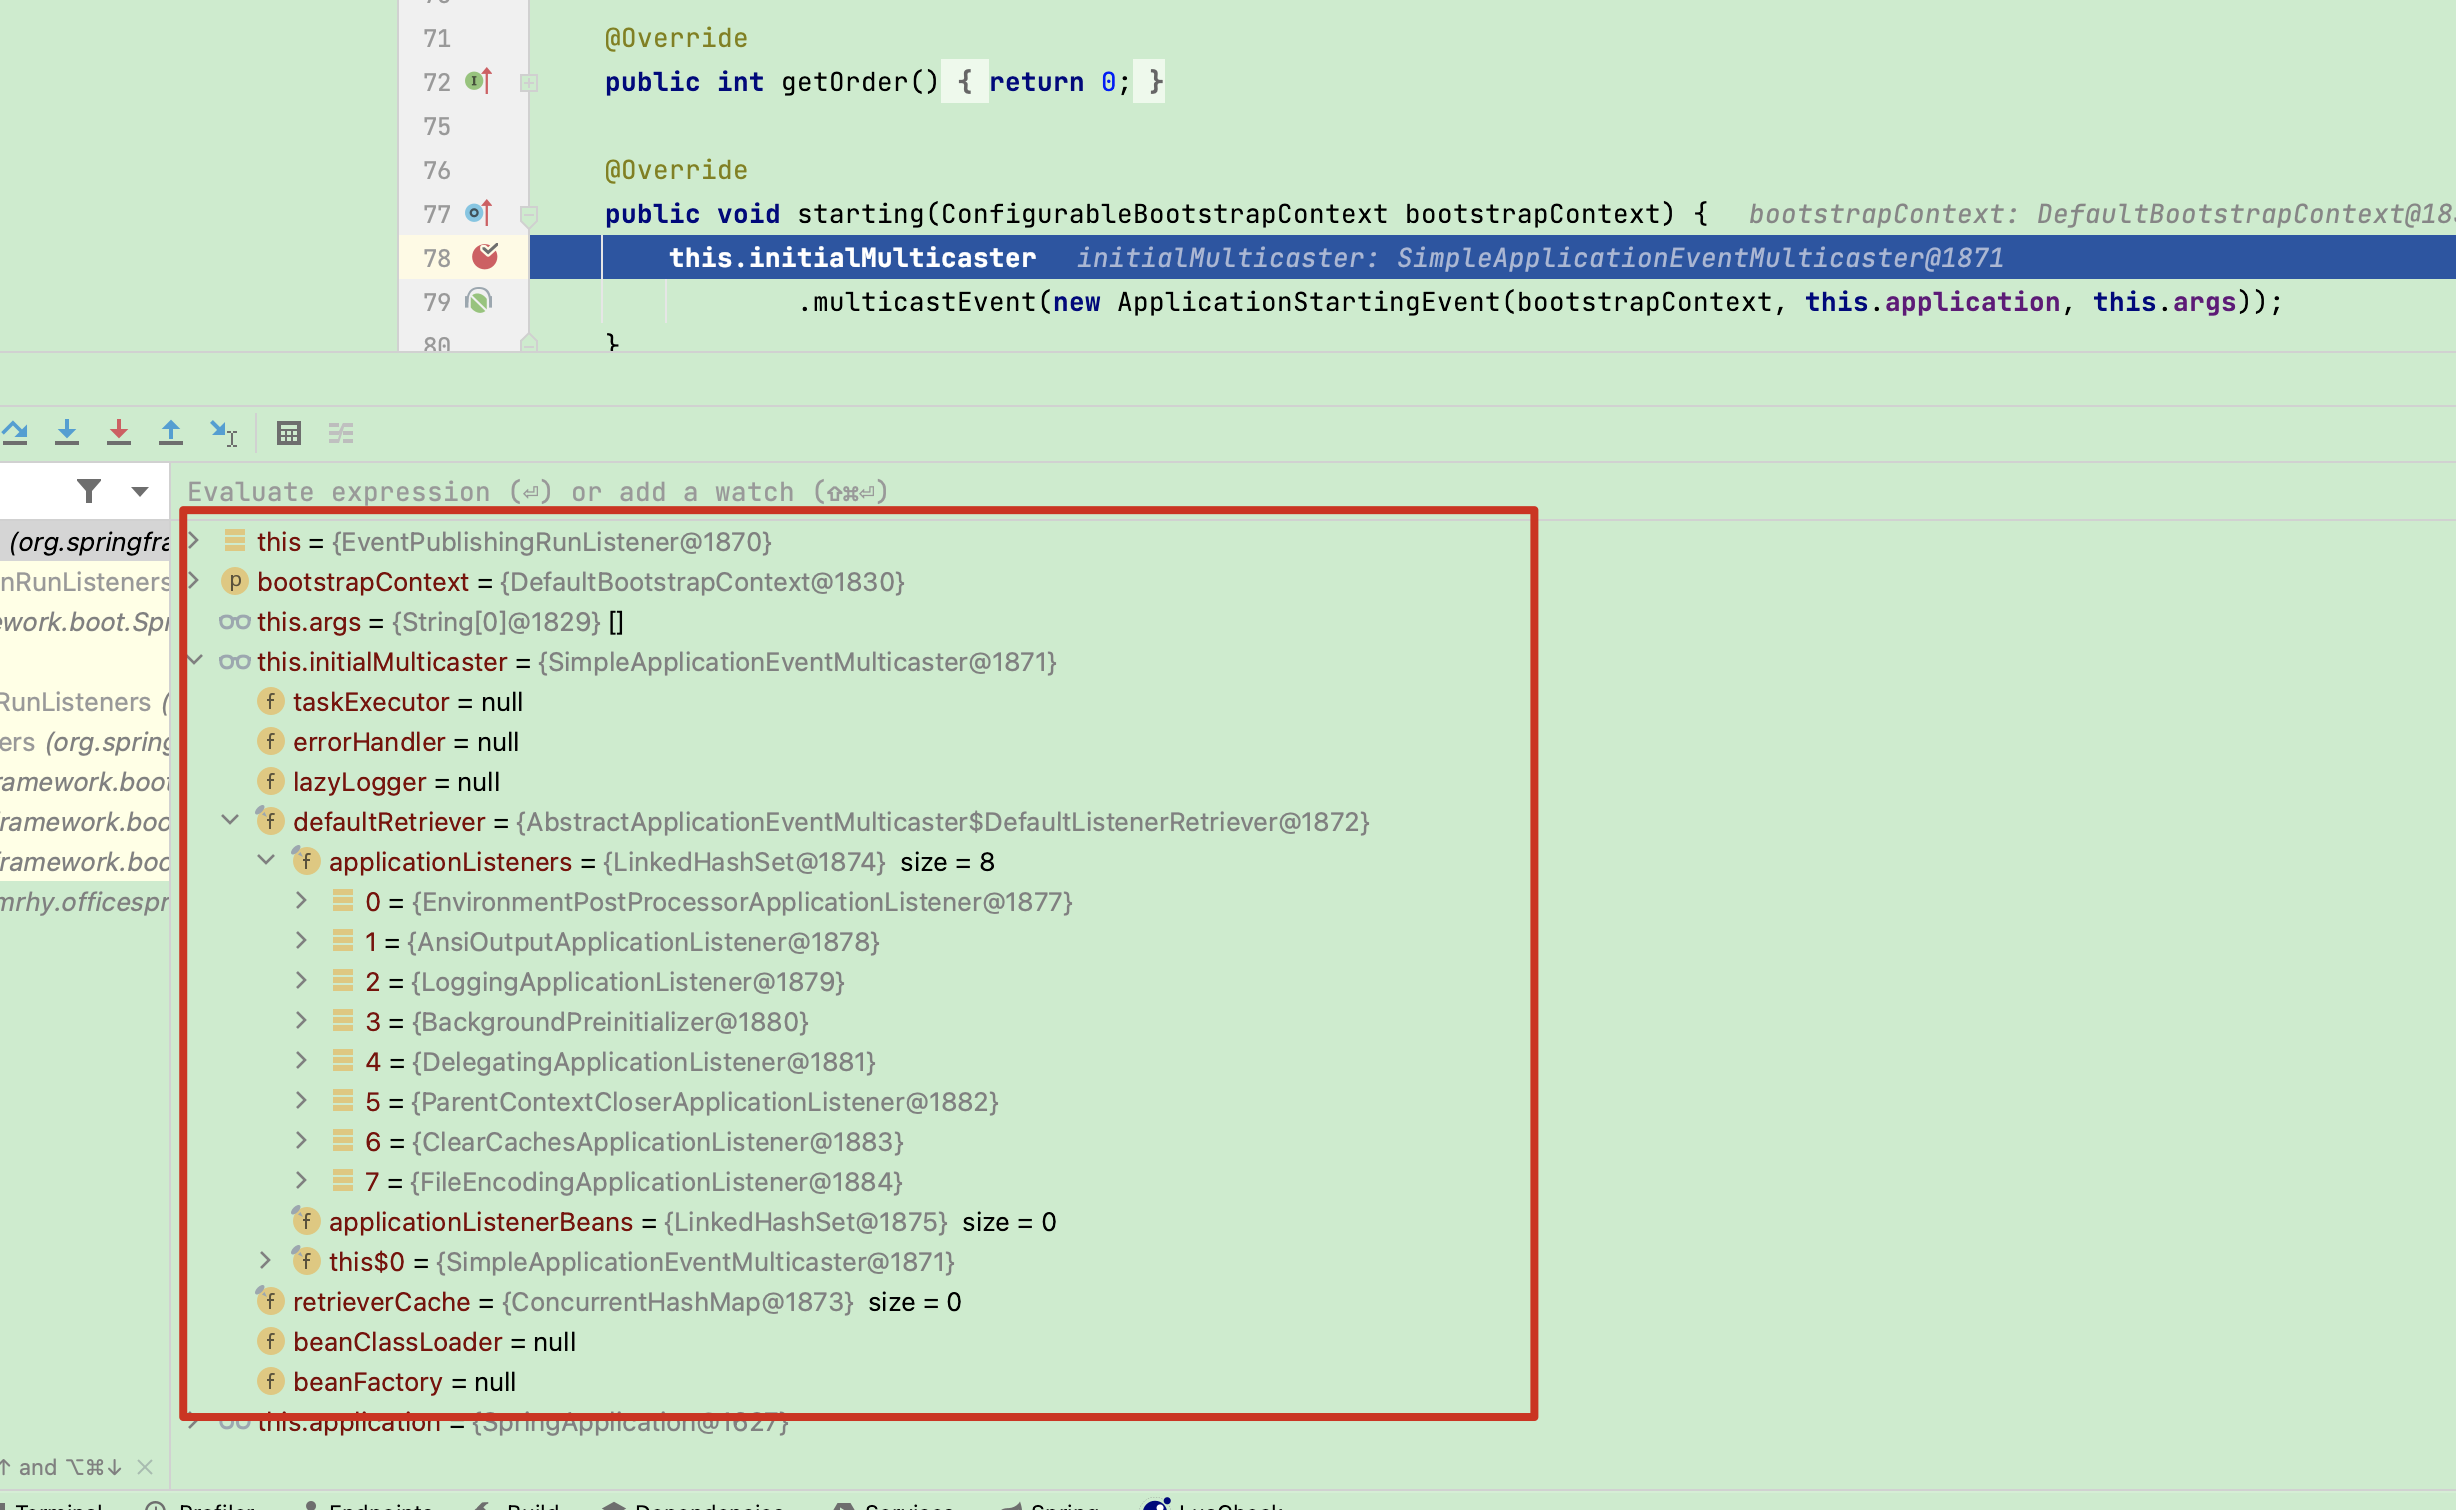 71 @Override
72 public int getOrder() { return 0; }
75
76 @Override
77 public void starting(ConfigurableBootstrapContext bootstrapContext) { bootstrapContext: DefaultBootstrapContext@18
78 this.initialMulticaster initialMulticaster: SimpleApplicationEventMulticaster@1871
79 .multicastEvent(new ApplicationStartingEvent(bootstrapContext, this.application, this.args));
80 }
Evaluate expression (⏎) or add a watch (⇧⌘⏎)
(org.springfra
this = {EventPublishingRunListener@1870}
nRunListeners
p bootstrapContext = {DefaultBootstrapContext@1830}
ework.boot.Spr
this.args = {String[0]@1829} []
this.initialMulticaster = {SimpleApplicationEventMulticaster@1871}
RunListeners (
f taskExecutor = null
ers (org.spring
f errorHandler = null
ramework.boot
f lazyLogger = null
ramework.boo
f defaultRetriever = {AbstractApplicationEventMulticaster$DefaultListenerRetriever@1872}
ramework.boo
f applicationListeners = {LinkedHashSet@1874} size = 8
mrhy.officespr
0 = {EnvironmentPostProcessorApplicationListener@1877}
1 = {AnsiOutputApplicationListener@1878}
2 = {LoggingApplicationListener@1879}
3 = {BackgroundPreinitializer@1880}
4 = {DelegatingApplicationListener@1881}
5 = {ParentContextCloserApplicationListener@1882}
6 = {ClearCachesApplicationListener@1883}
7 = {FileEncodingApplicationListener@1884}
f applicationListenerBeans = {LinkedHashSet@1875} size = 0
f this$0 = {SimpleApplicationEventMulticaster@1871}
f retrieverCache = {ConcurrentHashMap@1873} size = 0
f beanClassLoader = null
f beanFactory = null
this.application = {SpringApplication@1627}
↑ and ⌥⌘↓
Terminal Profiler Endpoints Build Dependencies Services Spring LuaCheck